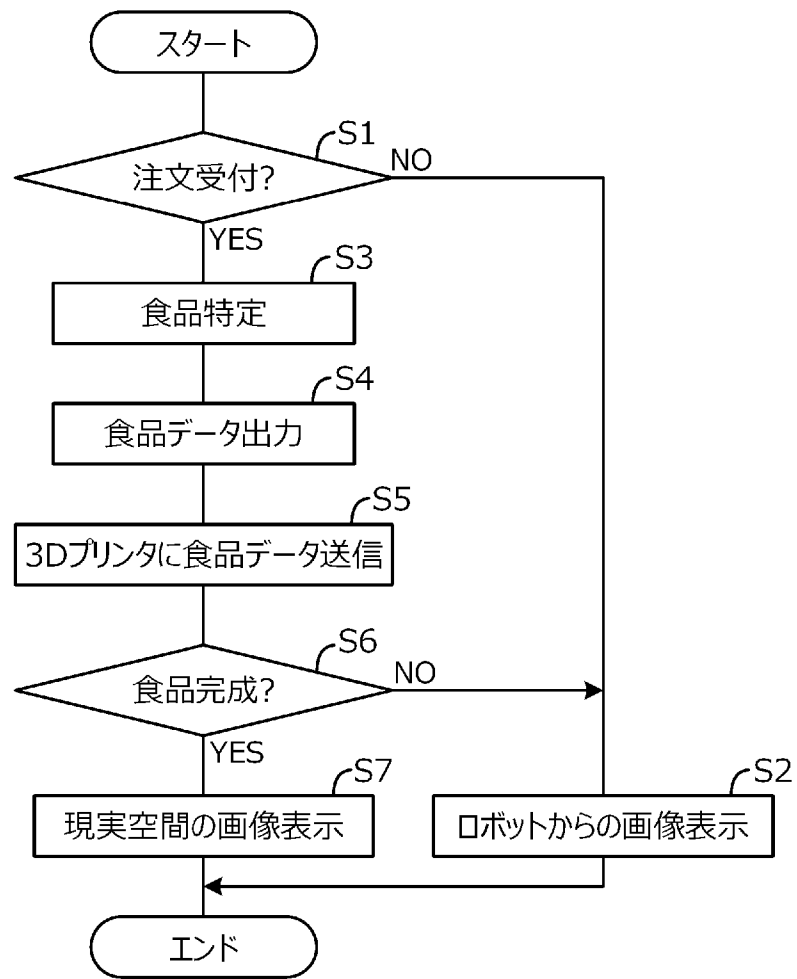 スタート
S1
注文受付?
NO
YES
S3
食品特定
S4
食品データ出力
S5
3Dプリンタに食品データ送信
S6
食品完成?
NO
YES
S7
現実空間の画像表示
S2
ロボットからの画像表示
エンド